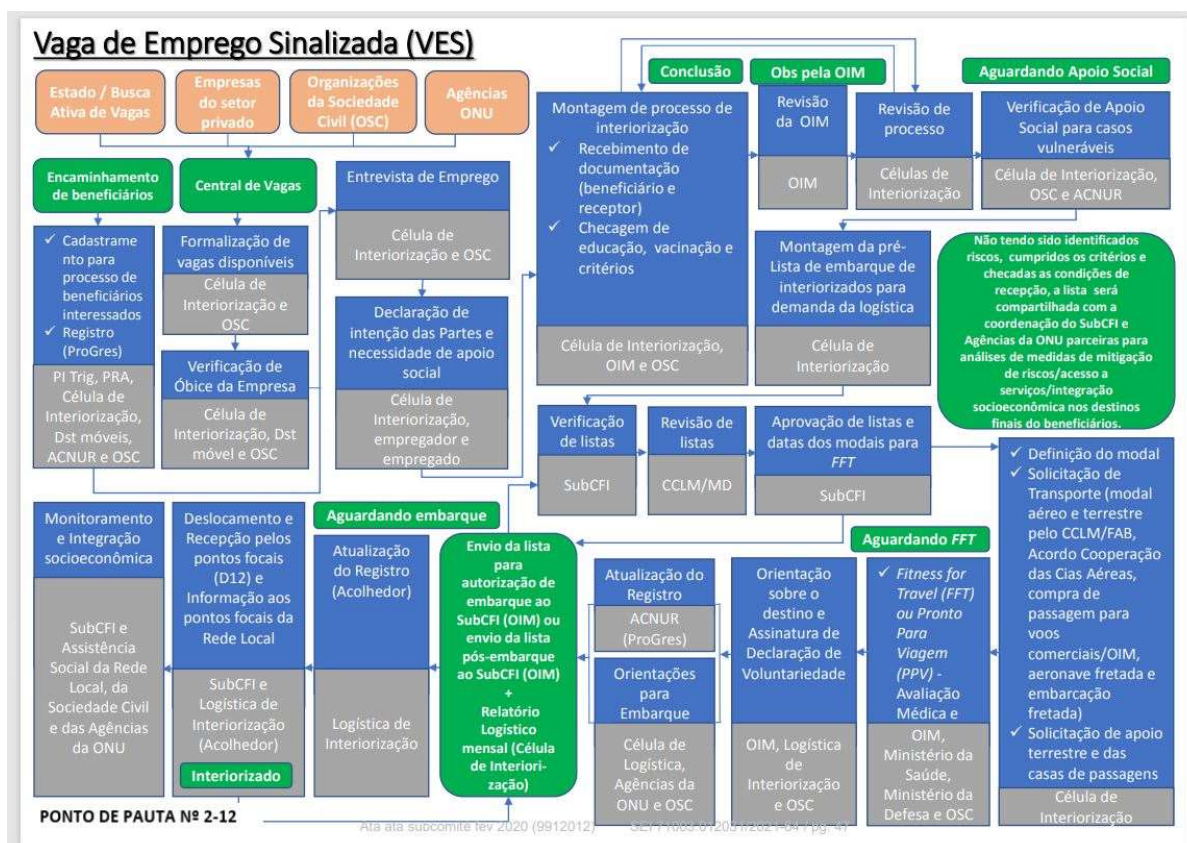 Vaga de Emprego Sinalizada (VES)
Estado / Busca
Ativa de Vagas
Empresas
do setor
privado
Organizações
da Sociedade
Civil (OSC)
Agências
ONU
Encaminhamento
de beneficiários
Central de Vagas
✓ Cadastrame
nto para
processo de
beneficiários
interessados
✓ Registro
(ProGres)
PI Trig, PRA,
Célula de
Interiorização,
Dst móveis,
ACNUR e OSC
Formalização de
vagas disponíveis
Célula de
Interiorização e
OSC
Verificação de
Óbice da Empresa
Célula de
Interiorização, Dst
móvel e OSC
Entrevista de Emprego
Célula de
Interiorização e OSC
Declaração de
intenção das Partes e
necessidade de apoio
social
Célula de
Interiorização,
empregador e
empregado
Conclusão
Montagem de processo de
interiorização
✓ Recebimento de
documentação
(beneficiário e
receptor)
✓ Checagem de
educação, vacinação e
critérios
Célula de Interiorização,
OIM e OSC
Obs pela OIM
Revisão
da OIM
OIM
Revisão de
processo
Células de
Interiorização
Aguardando Apoio Social
Verificação de Apoio
Social para casos
vulneráveis
Célula de Interiorização,
OSC e ACNUR
Montagem da pré-
Lista de embarque de
interiorizados para
demanda da logística
Célula de
Interiorização
Não tendo sido identificados
riscos, cumpridos os critérios e
checadas as condições de
recepção, a lista será
compartilhada com a
coordenação do SubCFI e
Agências da ONU parceiras para
análises de medidas de mitigação
de riscos/acesso a
serviços/integração
socioeconômica nos destinos
finais do beneficiários.
Verificação
de listas
SubCFI
Revisão de
listas
CCLM/MD
Aprovação de listas e
datas dos modais para
FFT
SubCFI
✓ Definição do modal
✓ Solicitação de
Transporte (modal
aéreo e terrestre
pelo CCLM/FAB,
Acordo Cooperação
das Cias Aéreas,
compra de
passagem para
voos
comerciais/OIM,
aeronave fretada e
embarcação
fretada)
✓ Solicitação de apoio
terrestre e das
casas de passagens
Célula de
Interiorização
Aguardando FFT
✓ Fitness for
Travel (FFT)
ou Pronto
Para
Viagem
(PPV) -
Avaliação
Médica e
OIM,
Ministério da
Saúde,
Ministério da
Defesa e OSC
Orientação
sobre o
destino e
Assinatura de
Declaração de
Voluntariedade
OIM, Logística
de
Interiorização
e OSC
Atualização do
Registro
ACNUR
(ProGres)
Orientações
para
Embarque
Célula de
Logística,
Agências da
ONU e OSC
Envio da lista
para
autorização de
embarque ao
SubCFI (OIM) ou
envio da lista
pós-embarque
ao SubCFI (OIM)
+
Relatório
Logístico
mensal (Célula
de Interiori-
zação)
Aguardando embarque
Atualização
do Registro
(Acolhedor)
Logística de
Interiorização
Deslocamento e
Recepção pelos
pontos focais
(D12) e
Informação aos
pontos focais da
Rede Local
SubCFI e
Logística de
Interiorização
(Acolhedor)
Interiorizado
Monitoramento
e Integração
socioeconômica
SubCFI e
Assistência
Social da Rede
Local, da
Sociedade Civil
e das Agências
da ONU
PONTO DE PAUTA Nº 2-12
Ata ata subcomite fev 2020 (9912012)
/ pg. 47